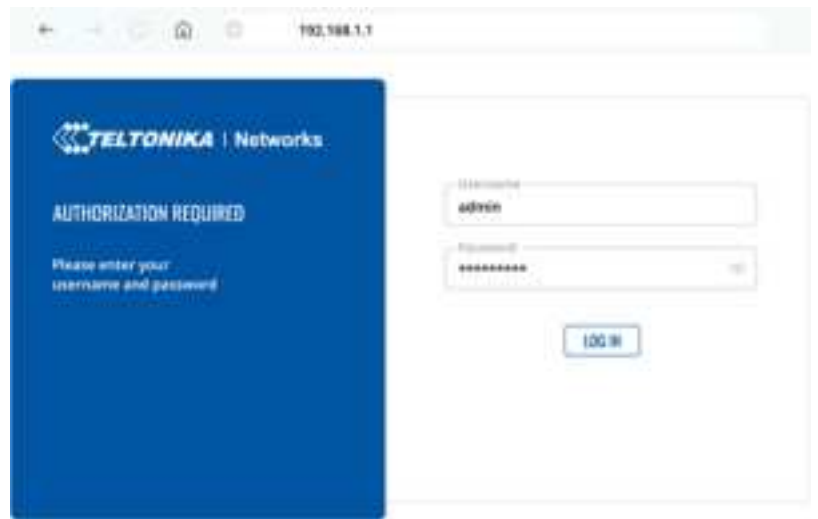 192.168.1.1
TELTONIKA | Networks
AUTHORIZATION REQUIRED
Please enter your
username and password
Username
admin
Password
LOG IN